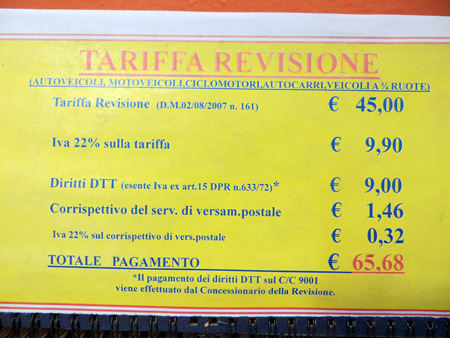 TARIFFA REVISIONE
(AUTOVEICOLI, MOTOVEICOLI,CICLOMOTORI,AUTOCARRI,VEICOLI A ¾ RUOTE)
Tariffa Revisione (D.M.02/08/2007 n. 161) € 45,00
Iva 22% sulla tariffa € 9,90
Diritti DTT (esente Iva ex art.15 DPR n.633/72)* € 9,00
Corrispettivo del serv. di versam.postale € 1,46
Iva 22% sul corrispettivo di vers.postale € 0,32
TOTALE PAGAMENTO € 65,68
*Il pagamento dei diritti DTT sul C/C 9001
viene effettuato dal Concessionario della Revisione.